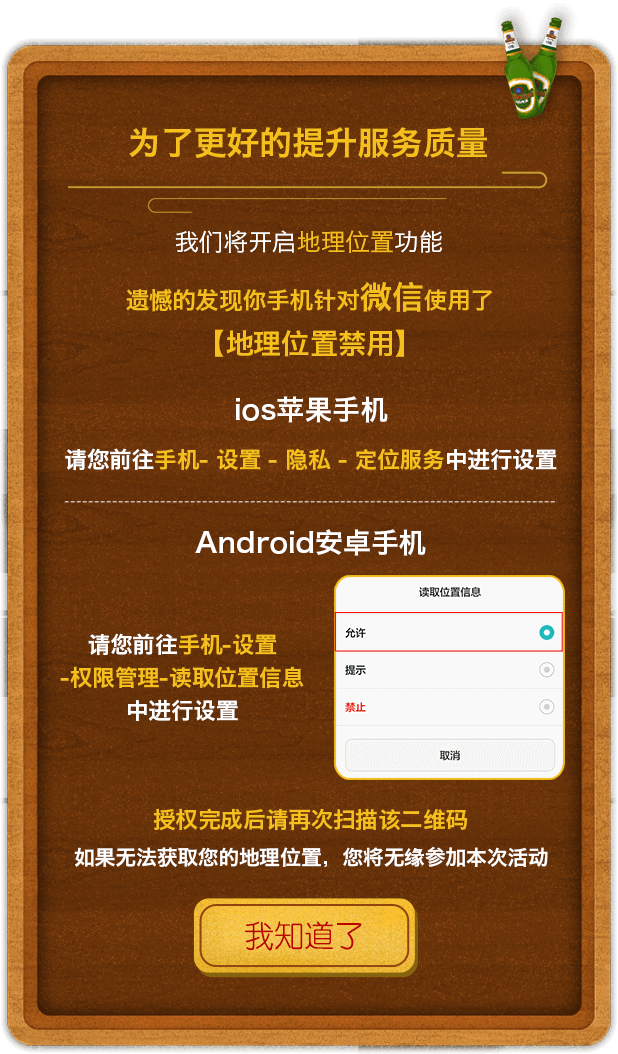 为了更好的提升服务质量
我们将开启地理位置功能
遗憾的发现你手机针对微信使用了
【地理位置禁用】
ios苹果手机
请您前往手机- 设置 - 隐私 - 定位服务中进行设置
Android安卓手机
请您前往手机-设置
-权限管理-读取位置信息
中进行设置
读取位置信息
允许
提示
禁止
取消
授权完成后请再次扫描该二维码
如果无法获取您的地理位置，您将无缘参加本次活动
我知道了